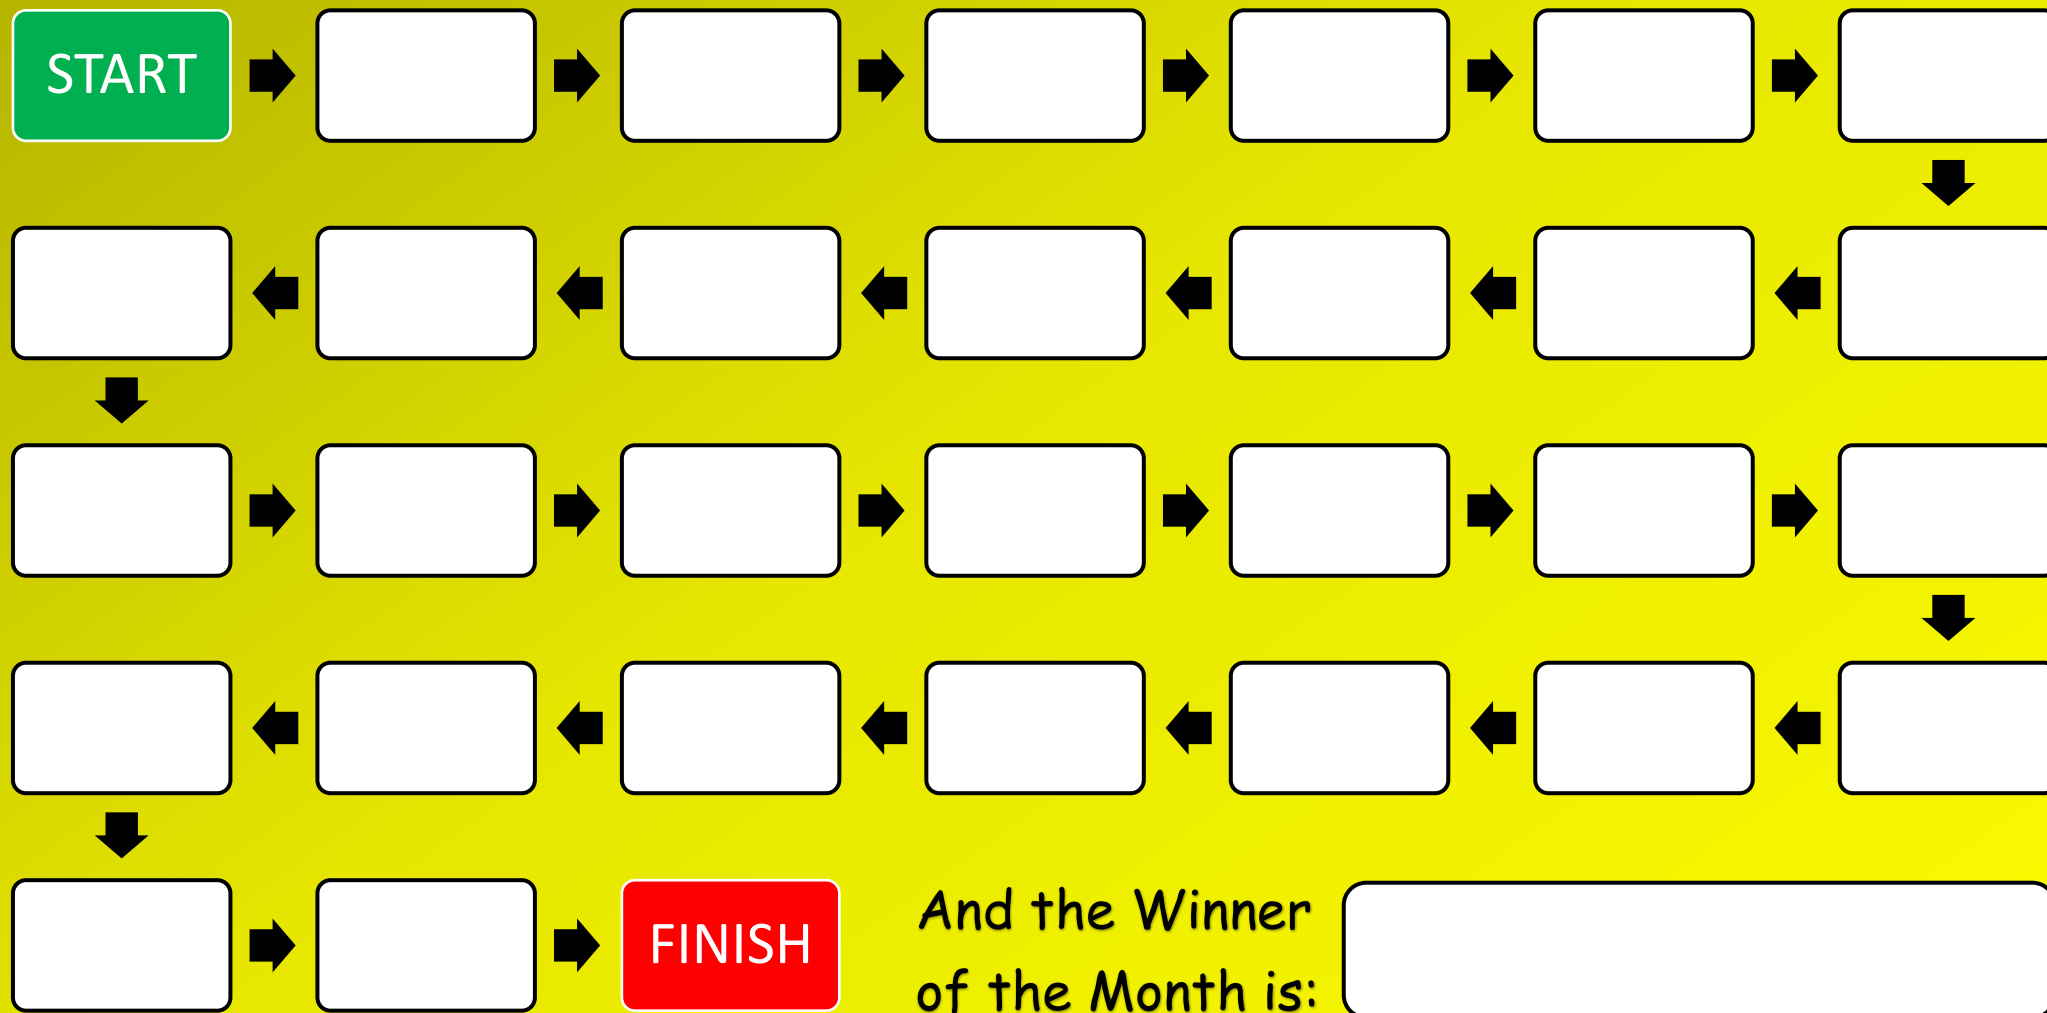 START
FINISH
And the Winner
of the Month is: